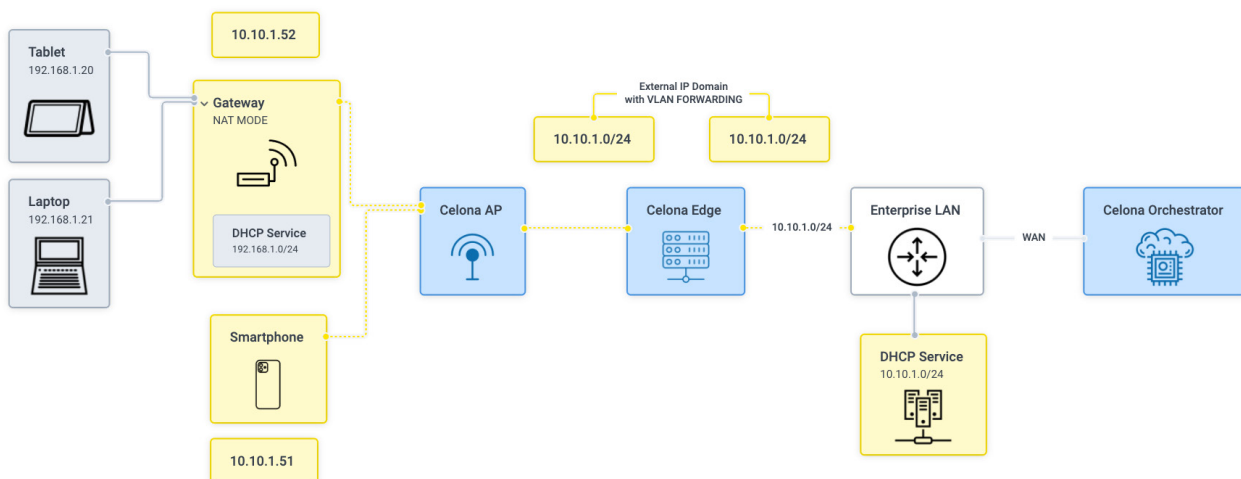 10.10.1.52
Tablet
192.168.1.20
Gateway
NAT MODE
DHCP Service
192.168.1.0/24
Laptop
192.168.1.21
Smartphone
10.10.1.51
External IP Domain
with VLAN FORWARDING
10.10.1.0/24
10.10.1.0/24
Celona AP
Celona Edge
10.10.1.0/24
Enterprise LAN
WAN
Celona Orchestrator
DHCP Service
10.10.1.0/24